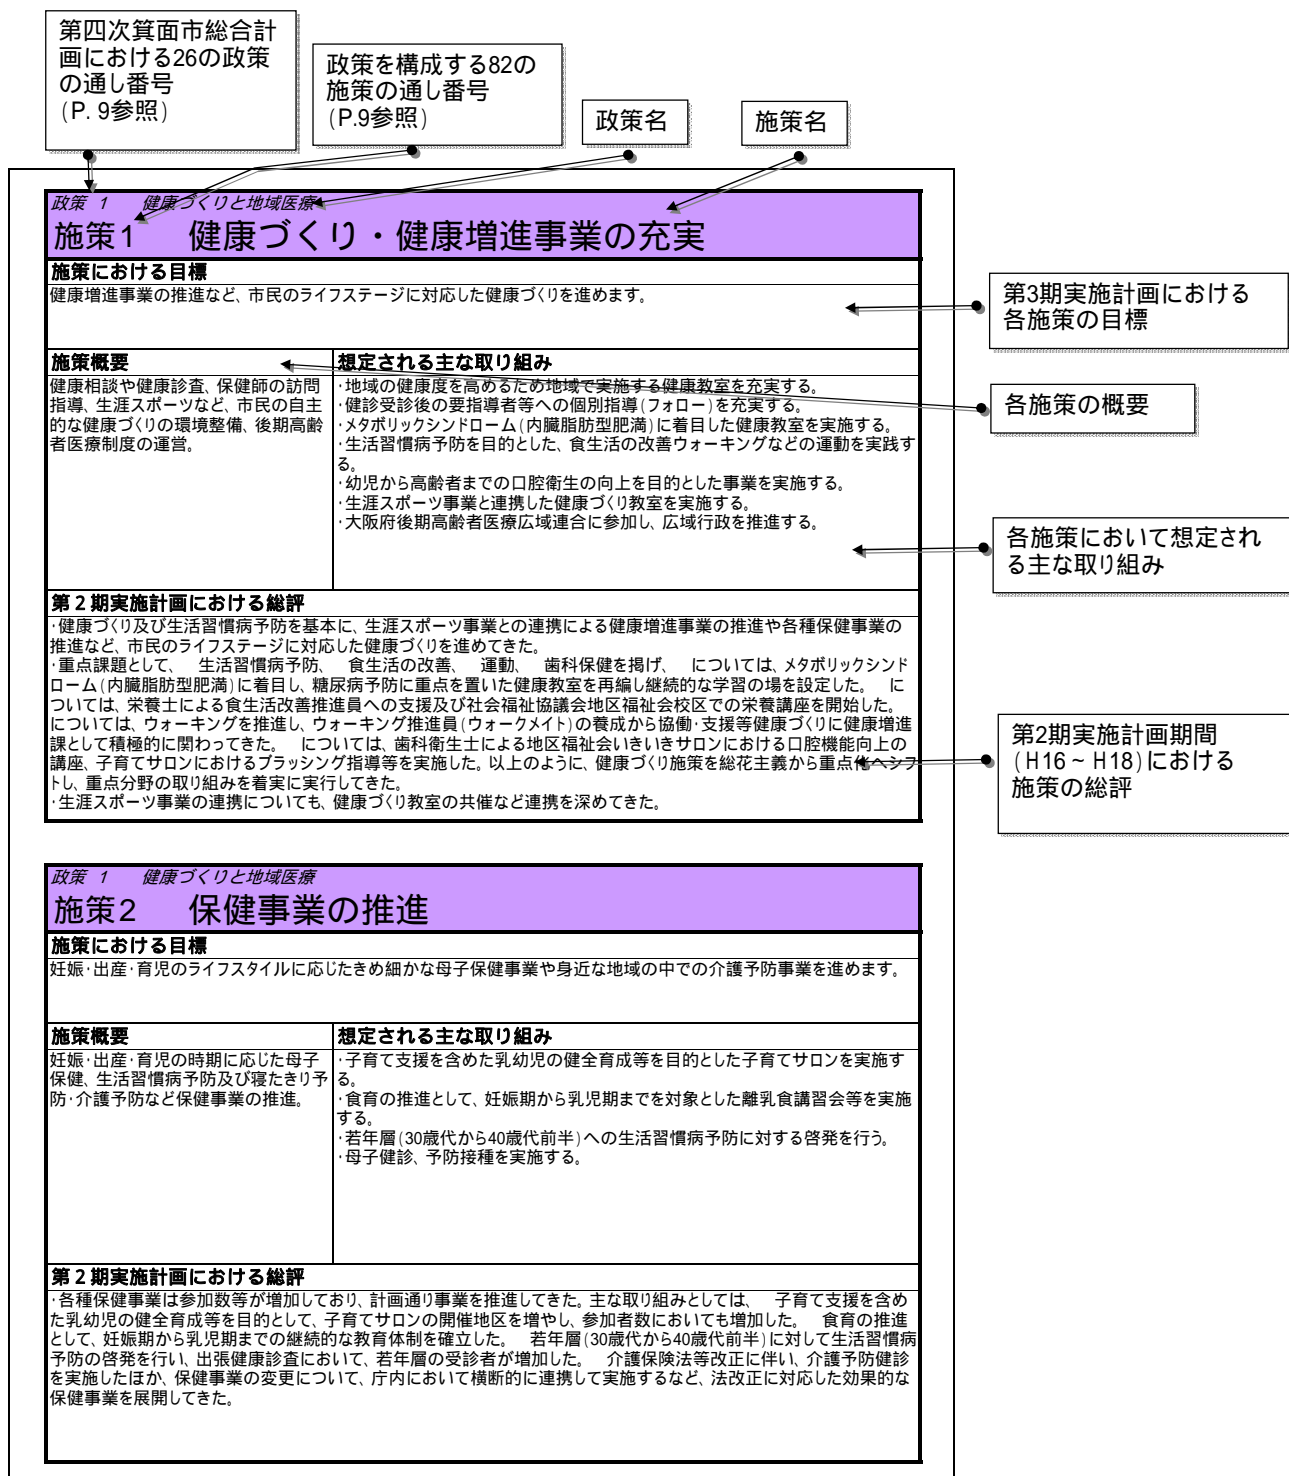 第四次箕面市総合計
画における26の政策
の通し番号
(P. 9参照)
政策を構成する82の
施策の通し番号
(P.9参照)
政策名
施策名
政策 1 健康づくりと地域医療
施策1 健康づくり・健康増進事業の充実
施策における目標
健康増進事業の推進など、市民のライフステージに対応した健康づくりを進めます。
第3期実施計画における
各施策の目標
施策概要
健康相談や健康診査、保健師の訪問
指導、生涯スポーツなど、市民の自主
的な健康づくりの環境整備、後期高齢
者医療制度の運営。
想定される主な取り組み
・地域の健康度を高めるため地域で実施する健康教室を充実する。
・健診受診後の要指導者等への個別指導(フォロー)を充実する。
・メタボリックシンドローム(内臓脂肪型肥満)に着目した健康教室を実施する。
・生活習慣病予防を目的とした、食生活の改善ウォーキングなどの運動を実践す
る。
・幼児から高齢者までの口腔衛生の向上を目的とした事業を実施する。
・生涯スポーツ事業と連携した健康づくり教室を実施する。
・大阪府後期高齢者医療広域連合に参加し、広域行政を推進する。
各施策の概要
各施策において想定され
る主な取り組み
第2期実施計画における総評
・健康づくり及び生活習慣病予防を基本に、生涯スポーツ事業との連携による健康増進事業の推進や各種保健事業の
推進など、市民のライフステージに対応した健康づくりを進めてきた。
・重点課題として、 生活習慣病予防、 食生活の改善、 運動、 歯科保健を掲げ、 については、メタボリックシンド
ローム(内臓脂肪型肥満)に着目し、糖尿病予防に重点を置いた健康教室を再編し継続的な学習の場を設定した。 に
ついては、栄養士による食生活改善推進員への支援及び社会福祉協議会地区福祉会校区での栄養講座を開始した。
については、ウォーキングを推進し、ウォーキング推進員(ウォークメイト)の養成から協働・支援等健康づくりに健康増進
課として積極的に関わってきた。 については、歯科衛生士による地区福祉会いきいきサロンにおける口腔機能向上の
講座、子育てサロンにおけるブラッシング指導等を実施した。以上のように、健康づくり施策を総花主義から重点化へシフ
トし、重点分野の取り組みを着実に実行してきた。
・生涯スポーツ事業の連携についても、健康づくり教室の共催など連携を深めてきた。
第2期実施計画期間
(H16～H18)における
施策の総評
政策 1 健康づくりと地域医療
施策2 保健事業の推進
施策における目標
妊娠・出産・育児のライフスタイルに応じたきめ細かな母子保健事業や身近な地域の中での介護予防事業を進めます。
施策概要
妊娠・出産・育児の時期に応じた母子
保健、生活習慣病予防及び寝たきり予
防・介護予防など保健事業の推進。
想定される主な取り組み
・子育て支援を含めた乳幼児の健全育成等を目的とした子育てサロンを実施す
る。
・食育の推進として、妊娠期から乳児期までを対象とした離乳食講習会等を実施
する。
・若年層(30歳代から40歳代前半)への生活習慣病予防に対する啓発を行う。
・母子健診、予防接種を実施する。
第2期実施計画における総評
・各種保健事業は参加数等が増加しており、計画通り事業を推進してきた。主な取り組みとしては、 子育て支援を含め
た乳幼児の健全育成等を目的として、子育てサロンの開催地区を増やし、参加者数においても増加した。 食育の推進
として、妊娠期から乳児期までの継続的な教育体制を確立した。 若年層(30歳代から40歳代前半)に対して生活習慣病
予防の啓発を行い、出張健康診査において、若年層の受診者が増加した。 介護保険法等改正に伴い、介護予防健診
を実施したほか、保健事業の変更について、庁内において横断的に連携して実施するなど、法改正に対応した効果的な
保健事業を展開してきた。